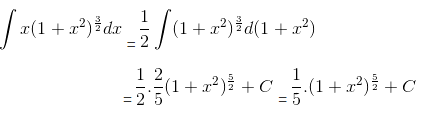 ∫ x(1 + x²)^{3/2} dx = 1/2 ∫ (1 + x²)^{3/2} d(1 + x²)
= 1/2 . 2/5 (1 + x²)^{5/2} + C = 1/5 .(1 + x²)^{5/2} + C